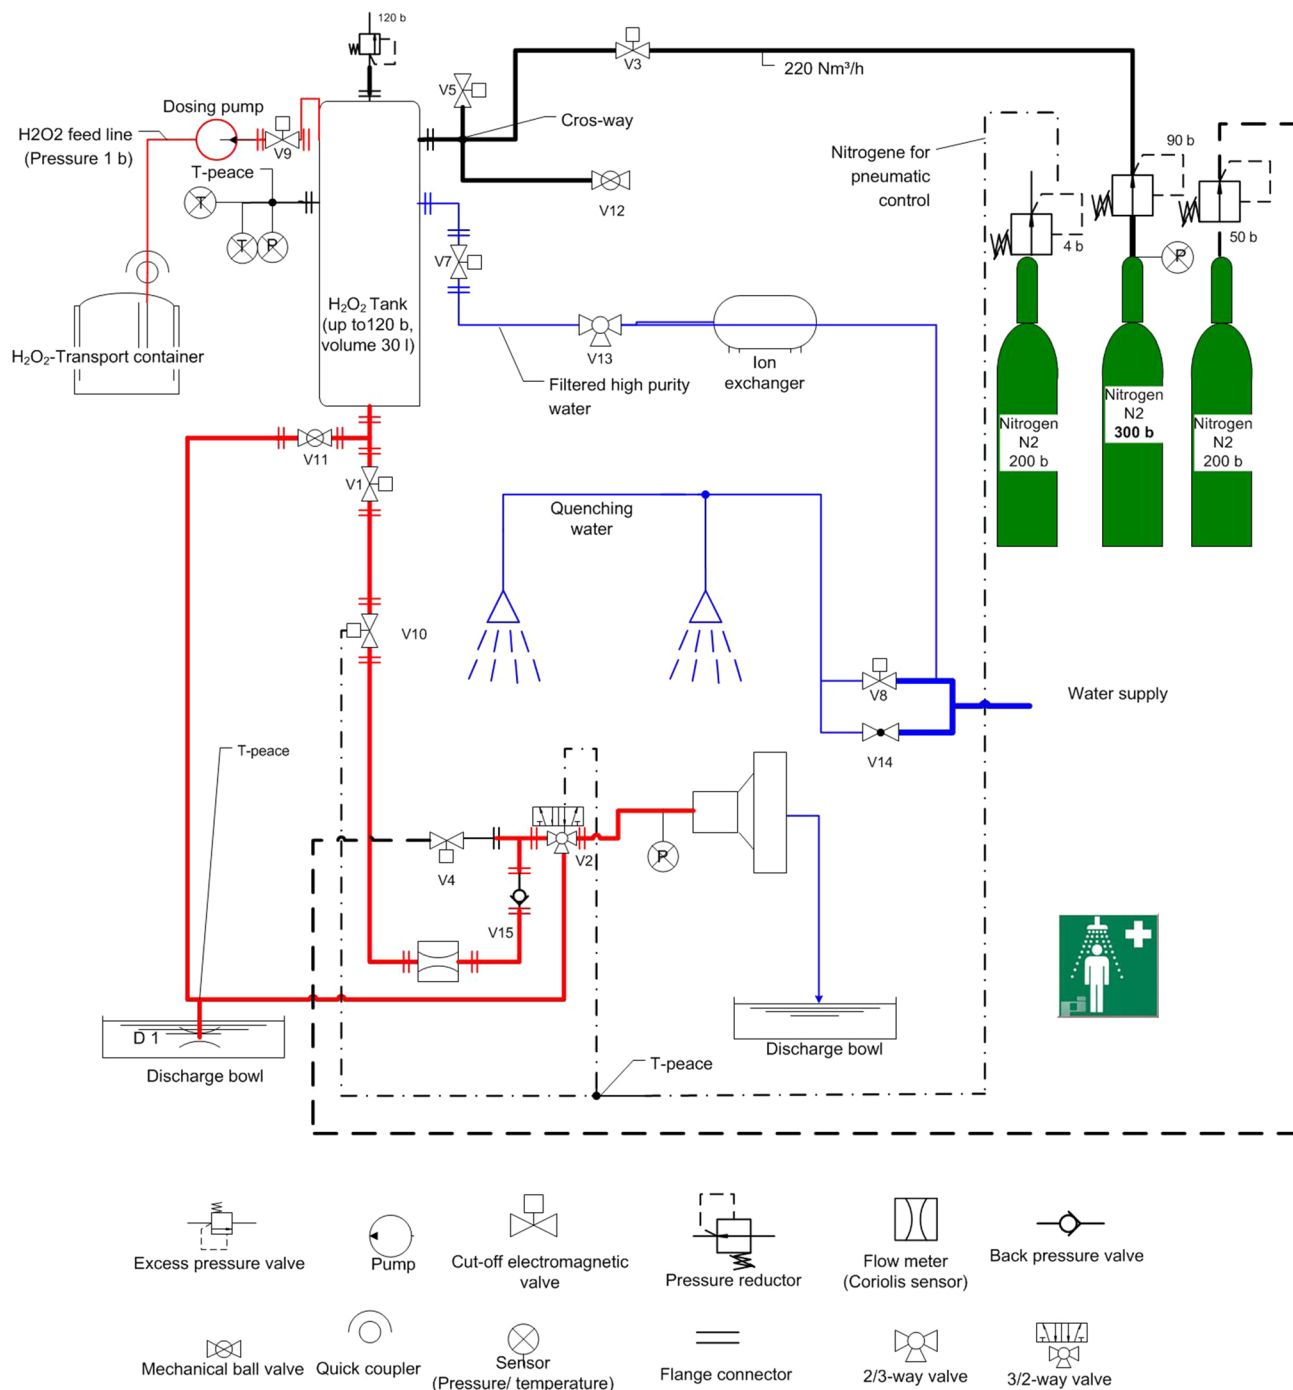 120 b
V3
220 Nm³/h
V5
Dosing pump
H2O2 feed line
(Pressure 1 b)
V9
Cros-way
T-peace
T
T
P
V12
Nitrogene for
pneumatic
control
90 b
4 b
50 b
P
V7
H₂O₂ Tank
(up to120 b,
volume 30 l)
H₂O₂-Transport container
V13
Ion
exchanger
Filtered high purity
water
Nitrogen
N2
200 b
Nitrogen
N2
300 b
Nitrogen
N2
200 b
V11
V1
Quenching
water
V10
V8
Water supply
V14
T-peace
V2
P
V4
V15
D 1
Discharge bowl
Discharge bowl
T-peace
Excess pressure valve
Pump
Cut-off electromagnetic
valve
Pressure reductor
Flow meter
(Coriolis sensor)
Back pressure valve
Mechanical ball valve
Quick coupler
Sensor
(Pressure/ temperature)
Flange connector
2/3-way valve
3/2-way valve